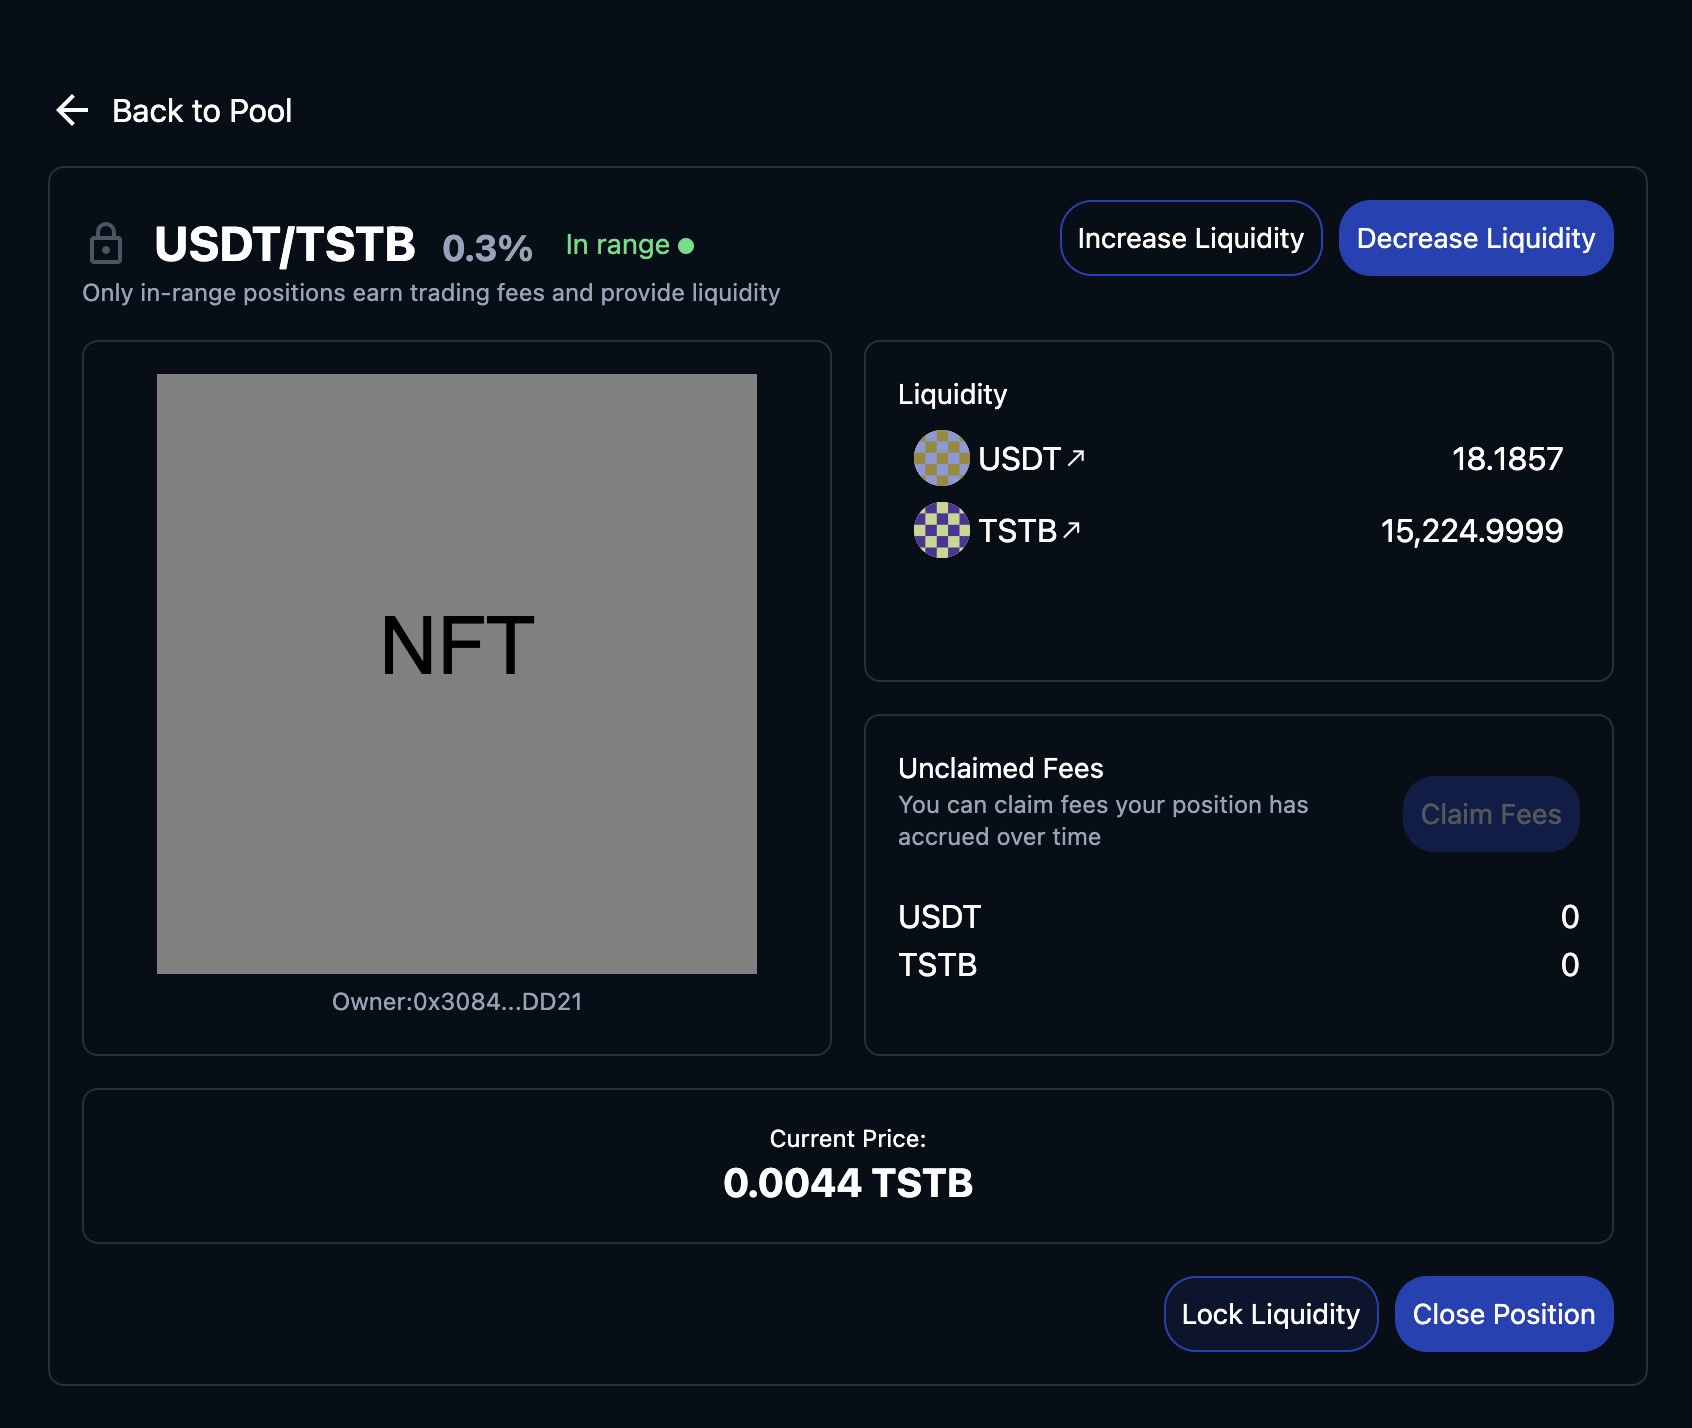 Back to Pool
USDT/TSTB 0.3% In range
Increase Liquidity
Decrease Liquidity
Only in-range positions earn trading fees and provide liquidity
NFT
Owner:0x3084...DD21
Liquidity
USDT 18.1857
TSTB 15,224.9999
Unclaimed Fees
You can claim fees your position has
accrued over time
Claim Fees
USDT 0
TSTB 0
Current Price:
0.0044 TSTB
Lock Liquidity
Close Position